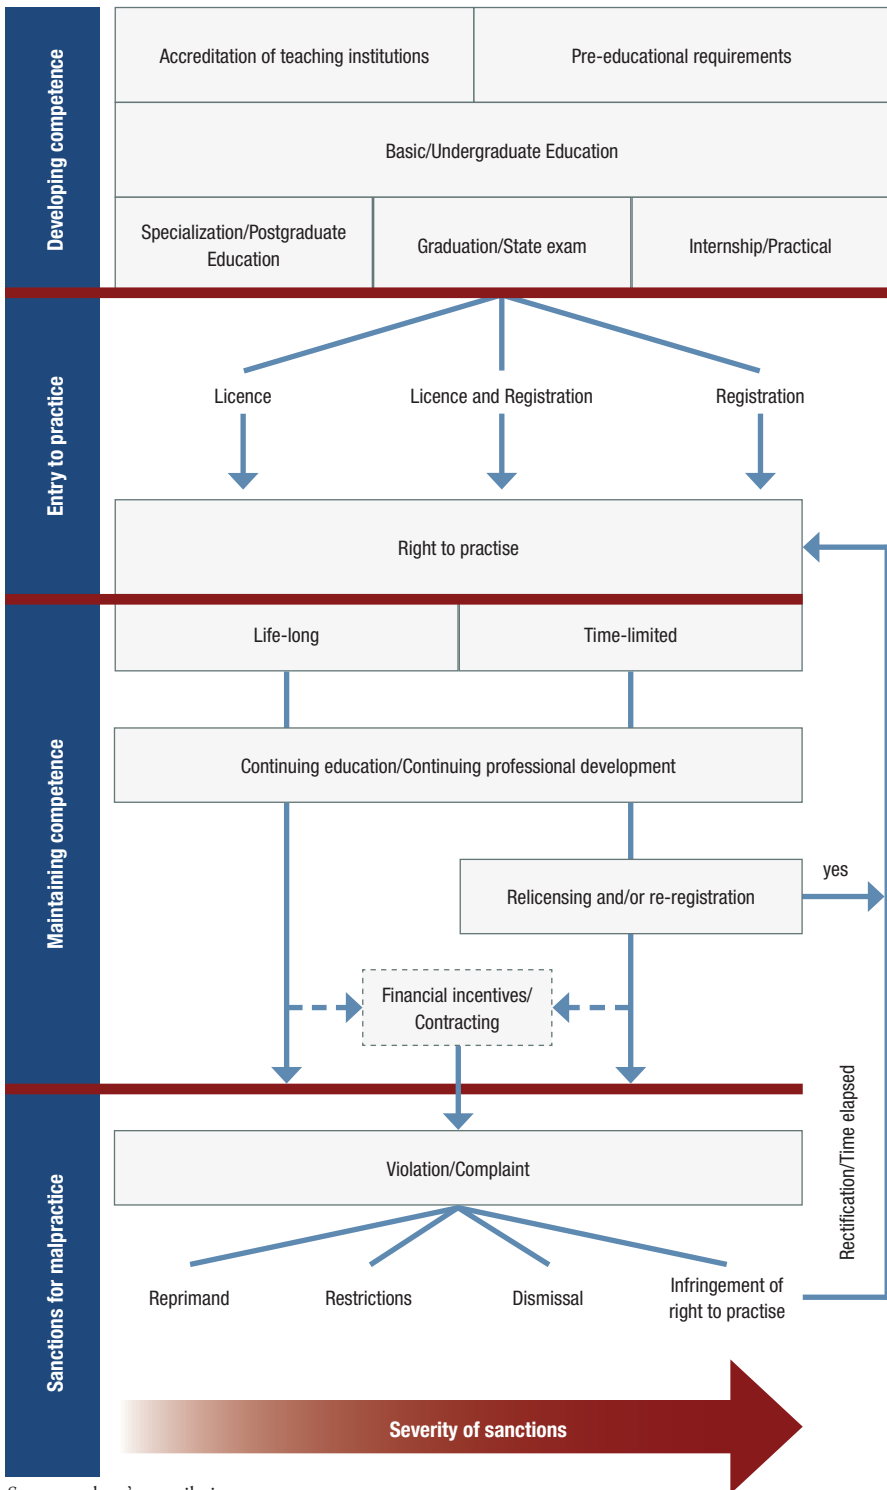 Developing competence
Accreditation of teaching institutions
Pre-educational requirements
Basic/Undergraduate Education
Specialization/Postgraduate
Education
Graduation/State exam
Internship/Practical
Entry to practice
Licence
Licence and Registration
Registration
Right to practise
Maintaining competence
Life-long
Time-limited
Continuing education/Continuing professional development
Relicensing and/or re-registration
yes
Financial incentives/
Contracting
Rectification/Time elapsed
Sanctions for malpractice
Violation/Complaint
Reprimand
Restrictions
Dismissal
Infringement of
right to practise
Severity of sanctions